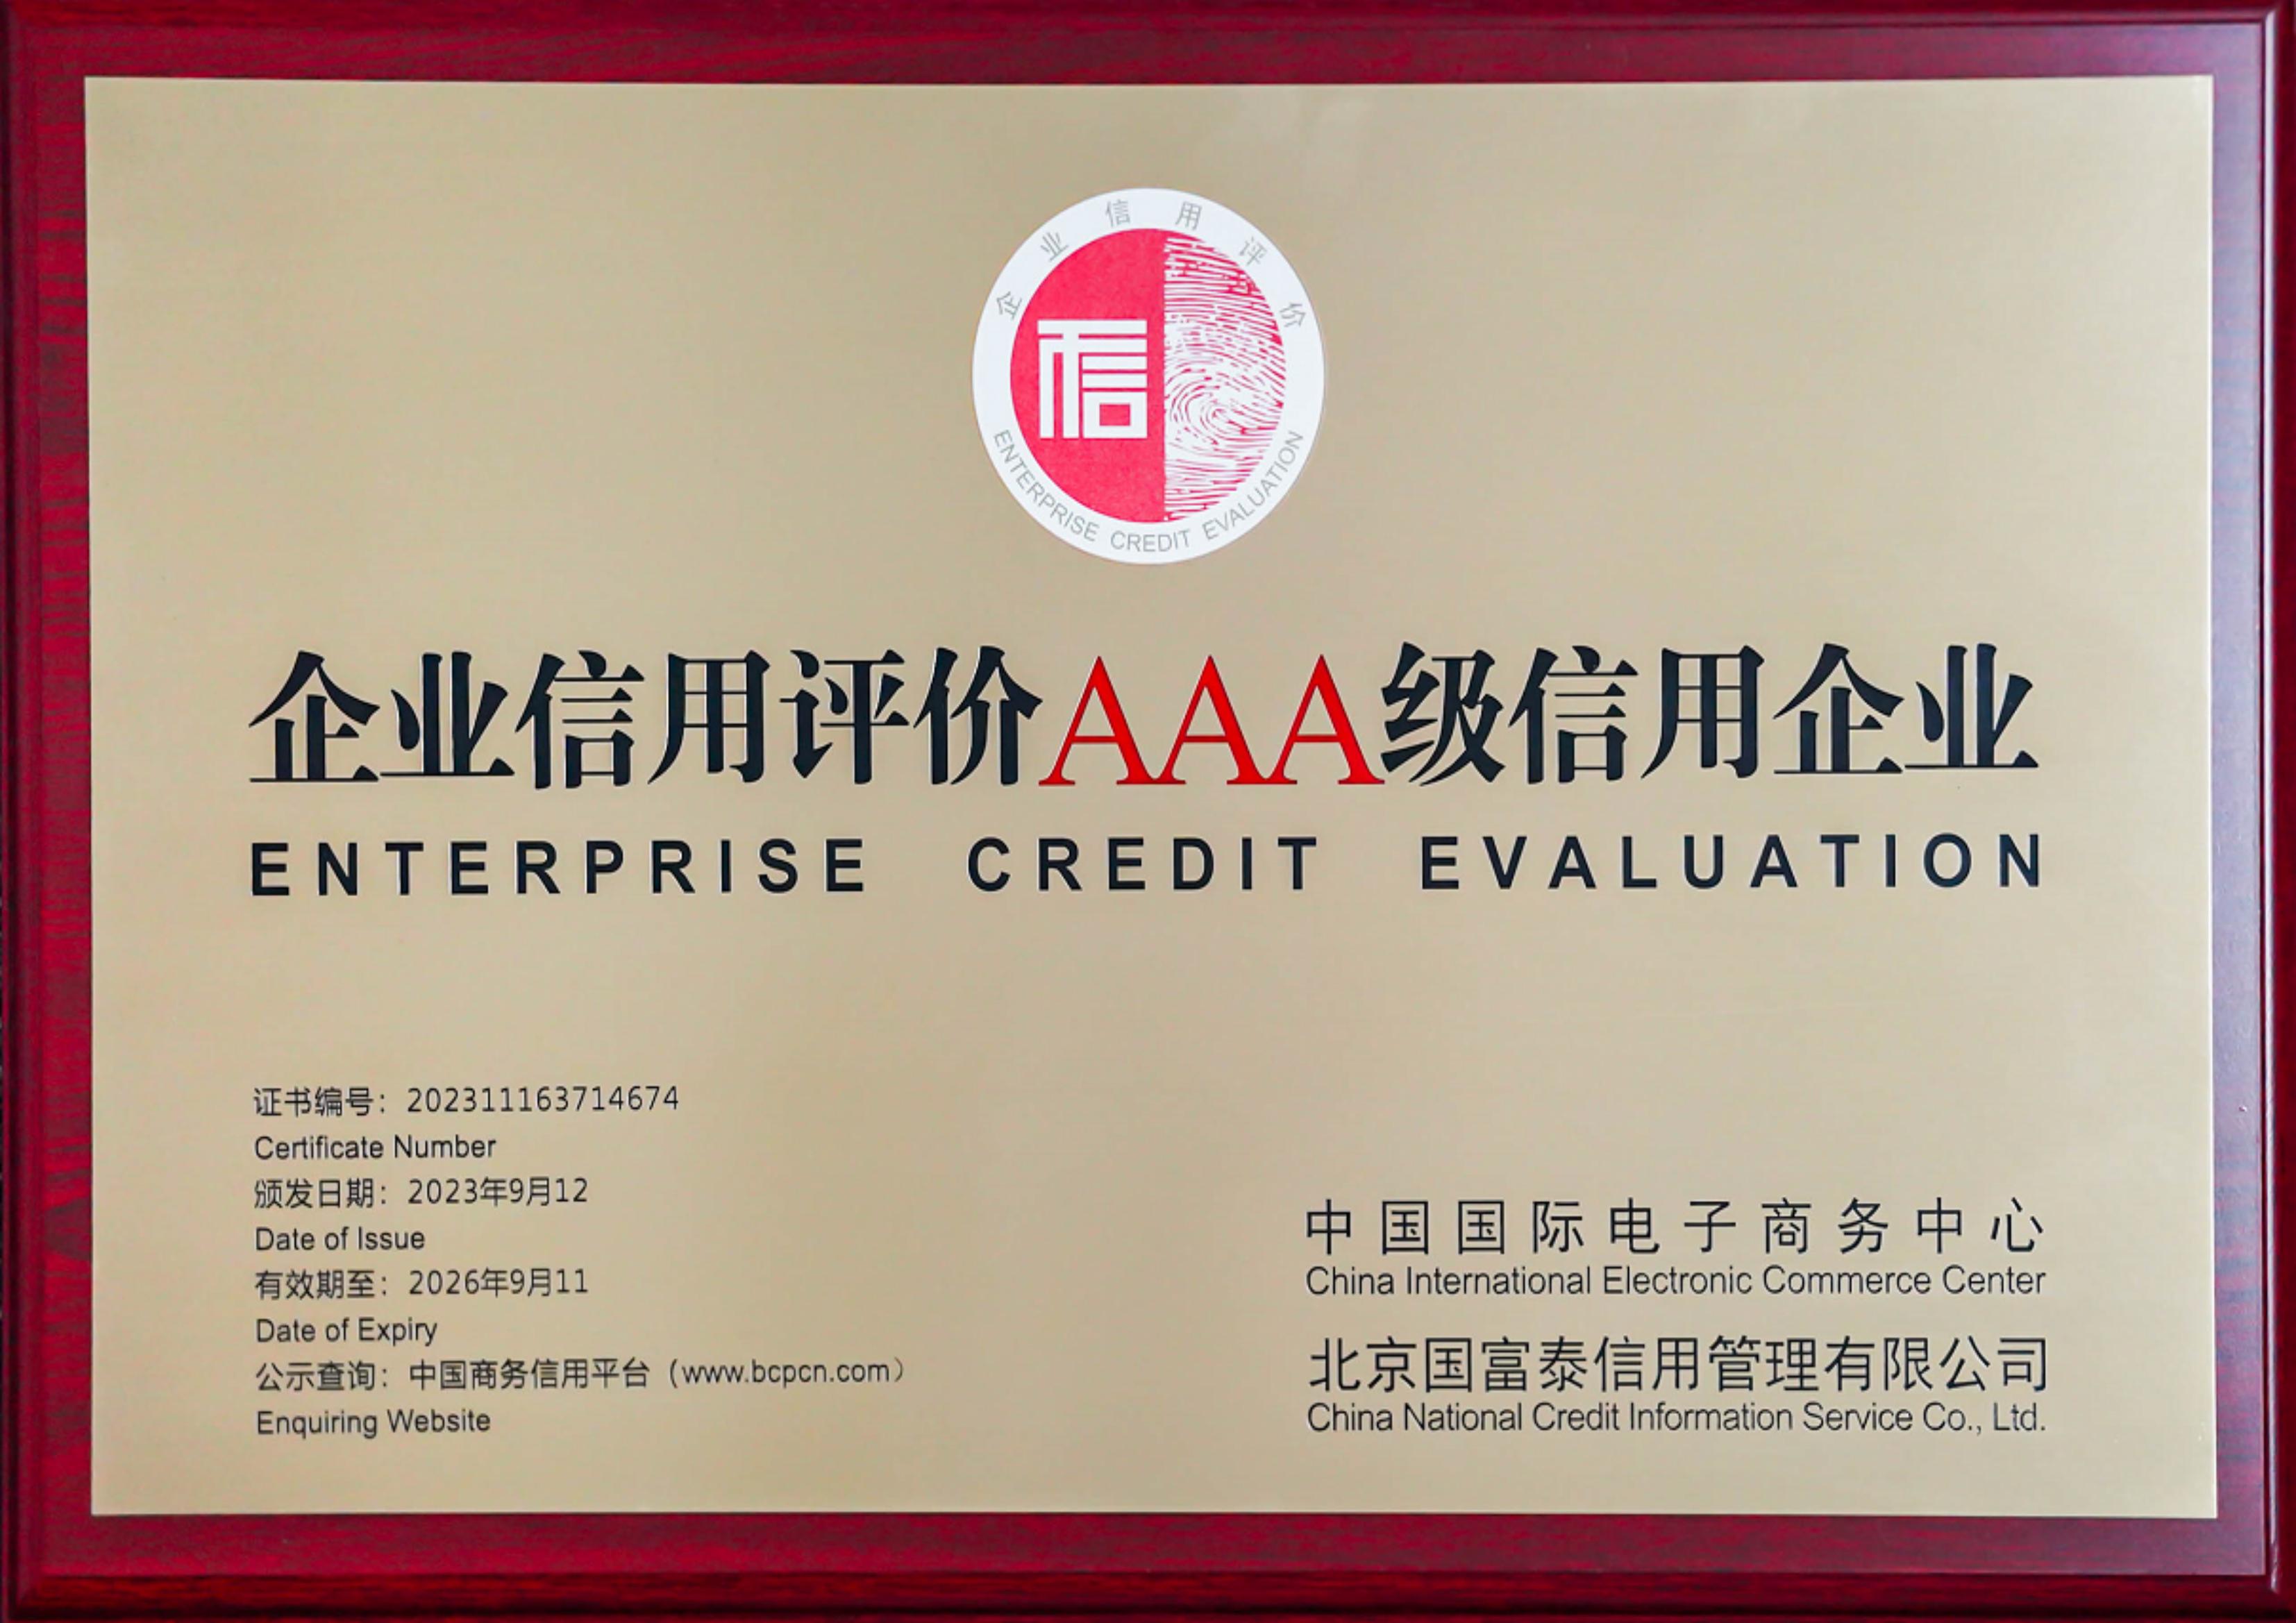 企业信用评价
信
ENTERPRISE CREDIT EVALUATION
企业信用评价AAA级信用企业
ENTERPRISE CREDIT EVALUATION
证书编号：202311163714674
Certificate Number
颁发日期：2023年9月12
Date of Issue
有效期至：2026年9月11
Date of Expiry
公示查询：中国商务信用平台（www.bcpcn.com）
Enquiring Website
中国国际电子商务中心
China International Electronic Commerce Center
北京国富泰信用管理有限公司
China National Credit Information Service Co., Ltd.